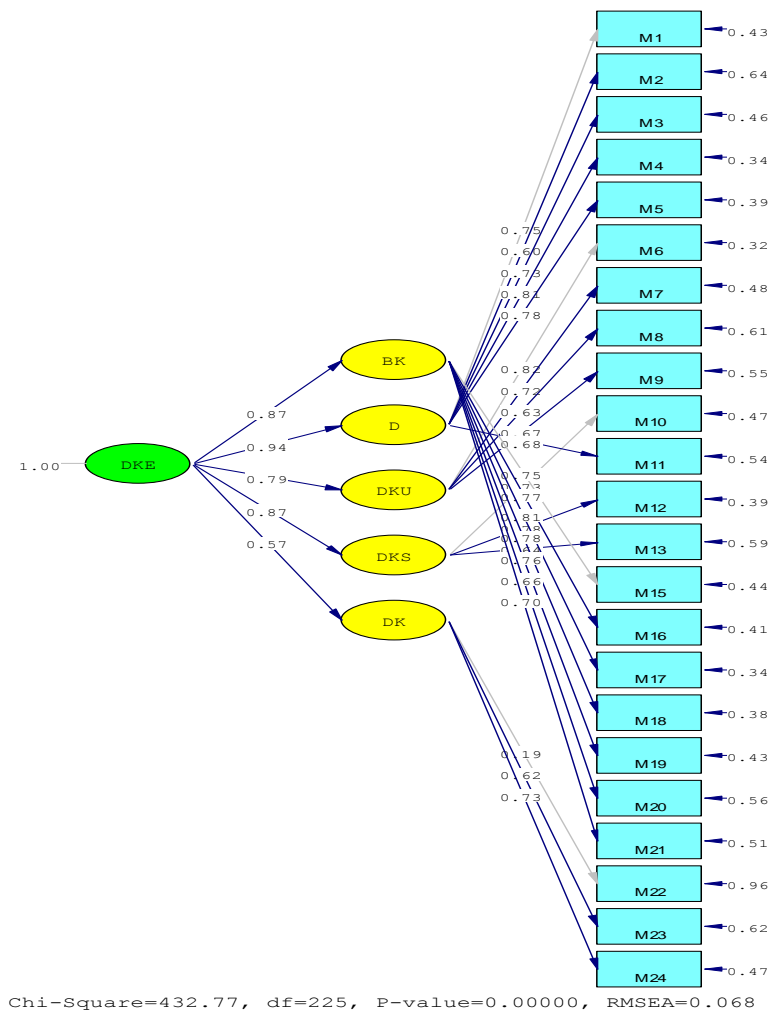 M1 0.43
M2 0.64
M3 0.46
M4 0.34
M5 0.39
M6 0.32
M7 0.48
M8 0.61
M9 0.55
M10 0.47
M11 0.54
M12 0.39
M13 0.59
M15 0.44
M16 0.41
M17 0.34
M18 0.38
M19 0.43
M20 0.56
M21 0.51
M22 0.96
M23 0.62
M24 0.47
BK
D
DKU
DKS
DK
1.00 DKE
0.87
0.94
0.79
0.87
0.57
0.75
0.60
0.73
0.81
0.78
0.82
0.72
0.63
0.67
0.68
0.75
0.77
0.81
0.78
0.76
0.66
0.70
0.19
0.62
0.73
Chi-Square=432.77, df=225, P-value=0.00000, RMSEA=0.068